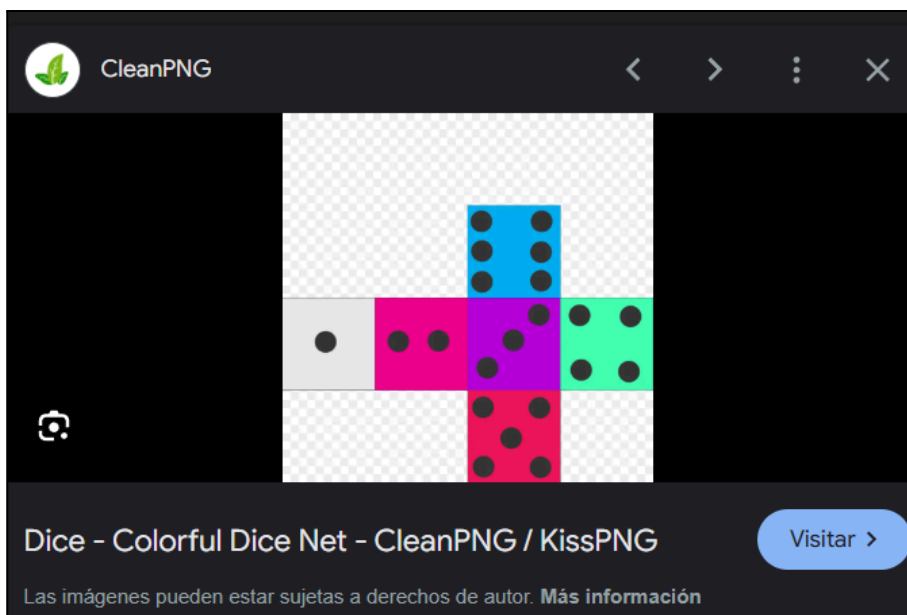 CleanPNG
Dice - Colorful Dice Net - CleanPNG / KissPNG
Visitar >
Las imágenes pueden estar sujetas a derechos de autor. Más información